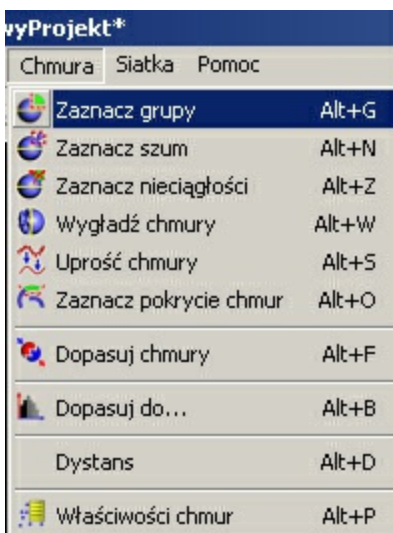 wyProjekt*
Chmura Siatka Pomoc
Zaznacz grupy Alt+G
Zaznacz szum Alt+N
Zaznacz nieciągłości Alt+Z
Wygładź chmury Alt+W
Uprość chmury Alt+S
Zaznacz pokrycie chmur Alt+O
Dopasuj chmury Alt+F
Dopasuj do... Alt+B
Dystans Alt+D
Właściwości chmur Alt+P